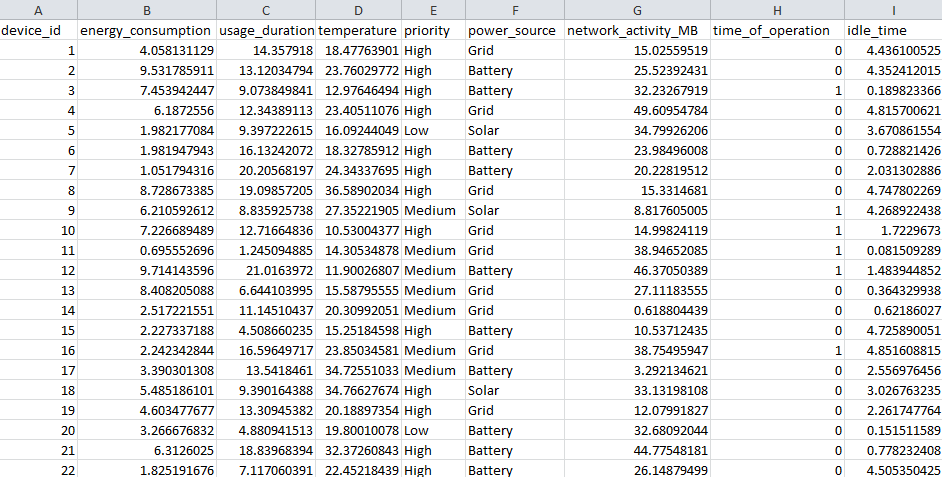 A B C D E F G H I
device_id energy_consumption usage_duration temperature priority power_source network_activity_MB time_of_operation idle_time
1 4.058131129 14.357918 18.47763901 High Grid 15.02559519 0 4.436100525
2 9.531785911 13.12034794 23.76029772 High Battery 25.52392431 0 4.352412015
3 7.453942447 9.073849841 12.97646494 High Battery 32.23267919 1 0.189823366
4 6.1872556 12.34389113 23.40511076 High Grid 49.60954784 0 4.815700621
5 1.982177084 9.397222615 16.09244049 Low Solar 34.79926206 0 3.670861554
6 1.981947943 16.13242072 18.32785912 High Battery 23.98496008 0 0.728821426
7 1.051794316 20.20568197 24.34337695 High Battery 20.22819512 0 2.031302886
8 8.728673385 19.09857205 36.58902034 High Grid 15.3314681 0 4.747802269
9 6.210592612 8.835925738 27.35221905 Medium Solar 8.817605005 1 4.268922438
10 7.226689489 12.71664836 10.53004377 High Grid 14.99824119 1 1.7229673
11 0.695552696 1.245094885 14.30534878 Medium Grid 38.94652085 1 0.081509289
12 9.714143596 21.0163972 11.90026807 Medium Battery 46.37050389 1 1.483944852
13 8.408205088 6.644103995 15.58795555 Medium Grid 27.11183555 0 0.364329938
14 2.517221551 11.14510437 20.30992051 Medium Grid 0.618804439 0 0.62186027
15 2.227337188 4.508660235 15.25184598 High Battery 10.53712435 0 4.725890051
16 2.242342844 16.59649717 23.85034581 Medium Grid 38.75495947 1 4.851608815
17 3.390301308 13.5418461 34.72551033 Medium Battery 3.292134621 0 2.556976456
18 5.485186101 9.390164388 34.76627674 High Solar 33.13198108 0 3.026763235
19 4.603477677 13.30945382 20.18897354 High Grid 12.07991827 0 2.261747764
20 3.266676832 4.880941513 19.80010078 Low Battery 32.68092044 0 0.151511589
21 6.3126025 18.83968394 32.37260843 High Battery 44.77548181 0 0.778232408
22 1.825191676 7.117060391 22.45218439 High Battery 26.14879499 0 4.505350425